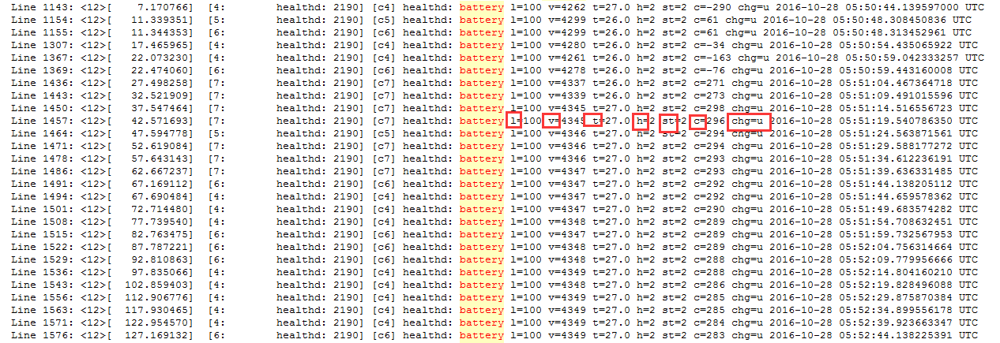 Line 1143: <12>[ 7.170766] [4: healthd: 2190] [c4] healthd: battery l=100 v=4262 t=27.0 h=2 st=2 c=-290 chg=u 2016-10-28 05:50:44.139597000 UTC
Line 1154: <12>[ 11.339351] [5: healthd: 2190] [c5] healthd: battery l=100 v=4299 t=26.0 h=2 st=2 c=61 chg=u 2016-10-28 05:50:48.308450836 UTC
Line 1155: <12>[ 11.344353] [6: healthd: 2190] [c6] healthd: battery l=100 v=4299 t=26.0 h=2 st=2 c=61 chg=u 2016-10-28 05:50:48.313452961 UTC
Line 1307: <12>[ 17.465965] [4: healthd: 2190] [c4] healthd: battery l=100 v=4280 t=26.0 h=2 st=2 c=-34 chg=u 2016-10-28 05:50:54.435065922 UTC
Line 1367: <12>[ 22.073230] [4: healthd: 2190] [c4] healthd: battery l=100 v=4261 t=26.0 h=2 st=2 c=-163 chg=u 2016-10-28 05:50:59.042333257 UTC
Line 1369: <12>[ 22.474060] [6: healthd: 2190] [c6] healthd: battery l=100 v=4278 t=26.0 h=2 st=2 c=-76 chg=u 2016-10-28 05:50:59.443160008 UTC
Line 1436: <12>[ 27.498258] [7: healthd: 2190] [c7] healthd: battery l=100 v=4337 t=26.0 h=2 st=2 c=271 chg=u 2016-10-28 05:51:04.467364718 UTC
Line 1443: <12>[ 32.521909] [7: healthd: 2190] [c7] healthd: battery l=100 v=4339 t=26.0 h=2 st=2 c=273 chg=u 2016-10-28 05:51:09.491015596 UTC
Line 1450: <12>[ 37.547464] [7: healthd: 2190] [c7] healthd: battery l=100 v=4345 t=27.0 h=2 st=2 c=298 chg=u 2016-10-28 05:51:14.516556723 UTC
Line 1457: <12>[ 42.571693] [7: healthd: 2190] [c7] healthd: battery l=100 v=4345 t=27.0 h=2 st=2 c=296 chg=u 2016-10-28 05:51:19.540786350 UTC
Line 1464: <12>[ 47.594778] [5: healthd: 2190] [c5] healthd: battery l=100 v=4346 t=27.0 h=2 st=2 c=294 chg=u 2016-10-28 05:51:24.563871561 UTC
Line 1471: <12>[ 52.619084] [7: healthd: 2190] [c7] healthd: battery l=100 v=4346 t=27.0 h=2 st=2 c=294 chg=u 2016-10-28 05:51:29.588177272 UTC
Line 1478: <12>[ 57.643143] [7: healthd: 2190] [c7] healthd: battery l=100 v=4346 t=27.0 h=2 st=2 c=293 chg=u 2016-10-28 05:51:34.612236191 UTC
Line 1486: <12>[ 62.667237] [7: healthd: 2190] [c7] healthd: battery l=100 v=4347 t=27.0 h=2 st=2 c=293 chg=u 2016-10-28 05:51:39.636331485 UTC
Line 1491: <12>[ 67.169112] [6: healthd: 2190] [c6] healthd: battery l=100 v=4347 t=27.0 h=2 st=2 c=292 chg=u 2016-10-28 05:51:44.138205112 UTC
Line 1494: <12>[ 67.690484] [4: healthd: 2190] [c4] healthd: battery l=100 v=4347 t=27.0 h=2 st=2 c=292 chg=u 2016-10-28 05:51:44.659578362 UTC
Line 1501: <12>[ 72.714480] [4: healthd: 2190] [c4] healthd: battery l=100 v=4347 t=27.0 h=2 st=2 c=290 chg=u 2016-10-28 05:51:49.683574282 UTC
Line 1508: <12>[ 77.739540] [4: healthd: 2190] [c4] healthd: battery l=100 v=4348 t=27.0 h=2 st=2 c=289 chg=u 2016-10-28 05:51:54.708632451 UTC
Line 1515: <12>[ 82.763475] [6: healthd: 2190] [c6] healthd: battery l=100 v=4347 t=27.0 h=2 st=2 c=289 chg=u 2016-10-28 05:51:59.732567953 UTC
Line 1522: <12>[ 87.787221] [6: healthd: 2190] [c6] healthd: battery l=100 v=4348 t=27.0 h=2 st=2 c=289 chg=u 2016-10-28 05:52:04.756314664 UTC
Line 1529: <12>[ 92.810863] [6: healthd: 2190] [c6] healthd: battery l=100 v=4348 t=27.0 h=2 st=2 c=288 chg=u 2016-10-28 05:52:09.779956666 UTC
Line 1536: <12>[ 97.835066] [4: healthd: 2190] [c4] healthd: battery l=100 v=4349 t=27.0 h=2 st=2 c=288 chg=u 2016-10-28 05:52:14.804160210 UTC
Line 1543: <12>[ 102.859403] [4: healthd: 2190] [c4] healthd: battery l=100 v=4348 t=27.0 h=2 st=2 c=286 chg=u 2016-10-28 05:52:19.828496088 UTC
Line 1556: <12>[ 112.906776] [4: healthd: 2190] [c4] healthd: battery l=100 v=4349 t=27.0 h=2 st=2 c=285 chg=u 2016-10-28 05:52:29.875870384 UTC
Line 1563: <12>[ 117.930465] [4: healthd: 2190] [c4] healthd: battery l=100 v=4349 t=27.0 h=2 st=2 c=285 chg=u 2016-10-28 05:52:34.899556178 UTC
Line 1571: <12>[ 122.954570] [4: healthd: 2190] [c4] healthd: battery l=100 v=4349 t=27.0 h=2 st=2 c=284 chg=u 2016-10-28 05:52:39.923663347 UTC
Line 1576: <12>[ 127.169132] [6: healthd: 2190] [c6] healthd: battery l=100 v=4349 t=27.0 h=2 st=2 c=283 chg=u 2016-10-28 05:52:44.138225391 UTC